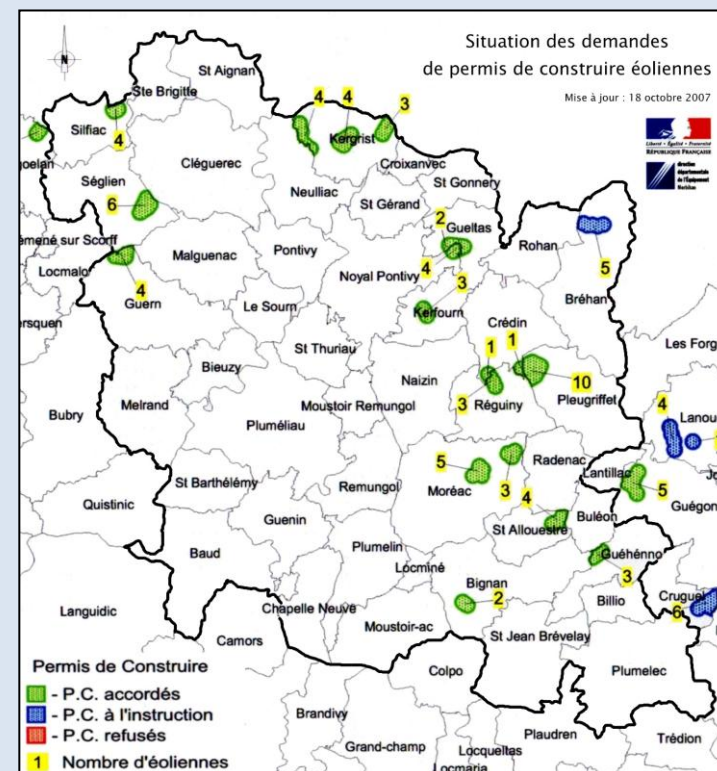 Situation des demandes
de permis de construire éoliennes
Mise à jour : 18 octobre 2007
RÉPUBLIQUE FRANÇAISE
N
St Aignan
Ste Brigitte
4
4
3
Silfiac
4
Kergrist
Cléguerec
Croixanvec
Séglien
Neulliac
St Gonnery
6
St Gérand
2
Gueltas
Rohan
Malguenac
Pontivy
5
Locmalo
Noyal Pontivy
4
3
4
Guern
Bréhan
Le Sourn
Kerfourn
Crédin
St Thuriau
1
1
Les Forg
Bieuzy
Naizin
10
Melrand
Moustoir Remungol
3
Réguiny
Pleugriffet
4
Lanou
Bubry
Pluméliau
5
Radenac
Lantillac
St Barthélémy
Remungol
Moréac
3
4
5
Quistinic
Guégon
Guenin
Buléon
St Allouestre
Baud
Plumelin
Guéhénno
Locminé
3
Bignan
2
Cruguel
Billio
6
Languidic
Chapelle Neuve
Moustoir-ac
Camors
St Jean Brévelay
Colpo
Plumelec
Permis de Construire
- P.C. accordés
- P.C. à l'instruction
- P.C. refusés
1 Nombre d'éoliennes
Brandivy
Grand-champ
Plaudren
Trédion
Locqueltas
Locmaria